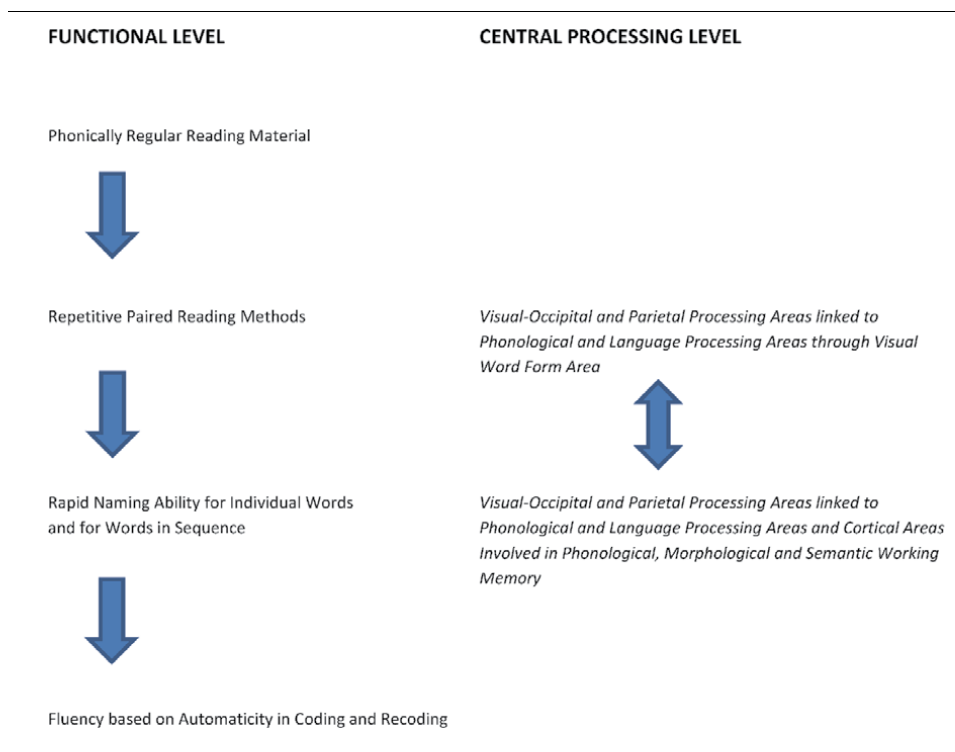 FUNCTIONAL LEVEL
CENTRAL PROCESSING LEVEL
Phonically Regular Reading Material
Repetitive Paired Reading Methods
Visual-Occipital and Parietal Processing Areas linked to
Phonological and Language Processing Areas through Visual
Word Form Area
Rapid Naming Ability for Individual Words
and for Words in Sequence
Visual-Occipital and Parietal Processing Areas linked to
Phonological and Language Processing Areas and Cortical Areas
Involved in Phonological, Morphological and Semantic Working
Memory
Fluency based on Automaticity in Coding and Recoding